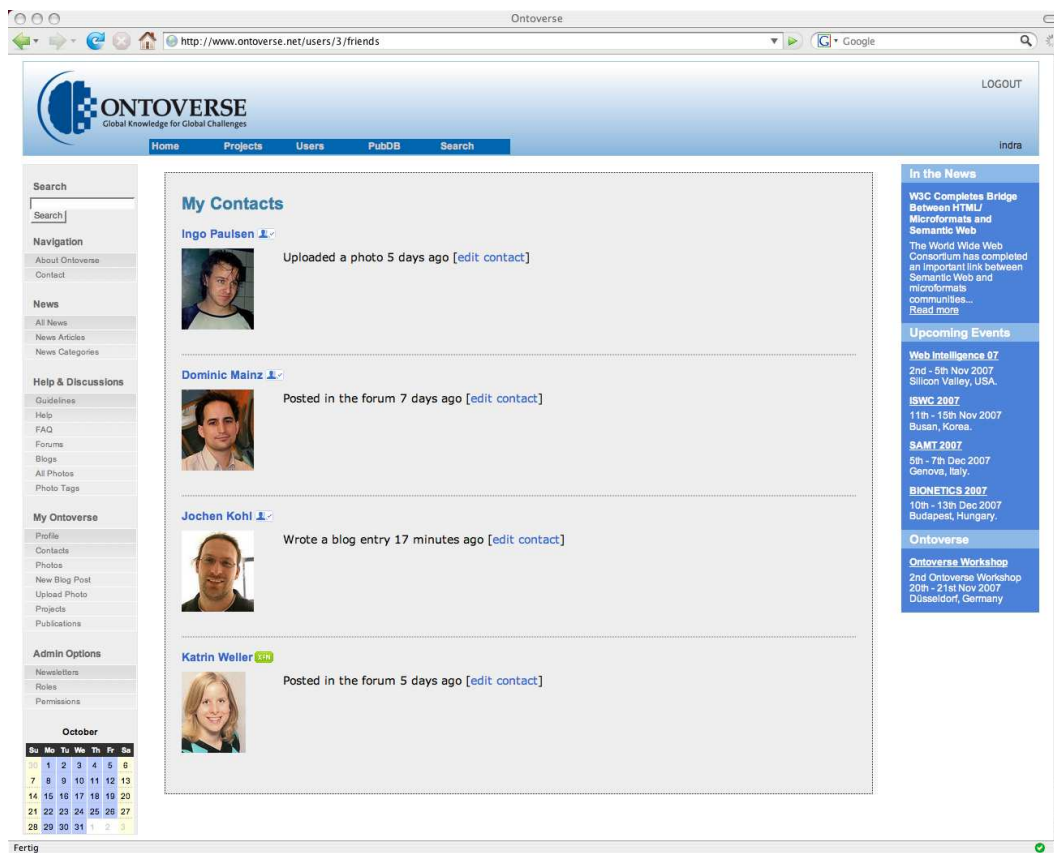 Ontoverse
http://www.ontoverse.net/users/3/friends
G Google
LOGOUT
ONTOVERSE
Global Knowledge for Global Challenges
Home Projects Users PubDB Search
indra
Search
Search
Navigation
About Ontoverse
Contact
News
All News
News Articles
News Categories
Help & Discussions
Guidelines
Help
FAQ
Forums
Blogs
All Photos
Photo Tags
My Ontoverse
Profile
Contacts
Photos
New Blog Post
Upload Photo
Projects
Publications
Admin Options
Newsletters
Roles
Permissions
October
Su Mo Tu We Th Fr Sa
30 1 2 3 4 5 6
7 8 9 10 11 12 13
14 15 16 17 18 19 20
21 22 23 24 25 26 27
28 29 30 31 1 2 3
My Contacts
Ingo Paulsen
Uploaded a photo 5 days ago [edit contact]
Dominic Mainz
Posted in the forum 7 days ago [edit contact]
Jochen Kohl
Wrote a blog entry 17 minutes ago [edit contact]
Katrin Weller
Posted in the forum 5 days ago [edit contact]
In the News
W3C Completes Bridge
Between HTML/
Microformats and
Semantic Web
The World Wide Web
Consortium has completed
an important link between
Semantic Web and
microformats
communities...
Read more
Upcoming Events
Web Intelligence 07
2nd - 5th Nov 2007
Silicon Valley, USA.
ISWC 2007
11th - 15th Nov 2007
Busan, Korea.
SAMT 2007
5th - 7th Dec 2007
Genova, Italy.
BIONETICS 2007
10th - 13th Dec 2007
Budapest, Hungary.
Ontoverse
Ontoverse Workshop
2nd Ontoverse Workshop
20th - 21st Nov 2007
Düsseldorf, Germany
Fertig